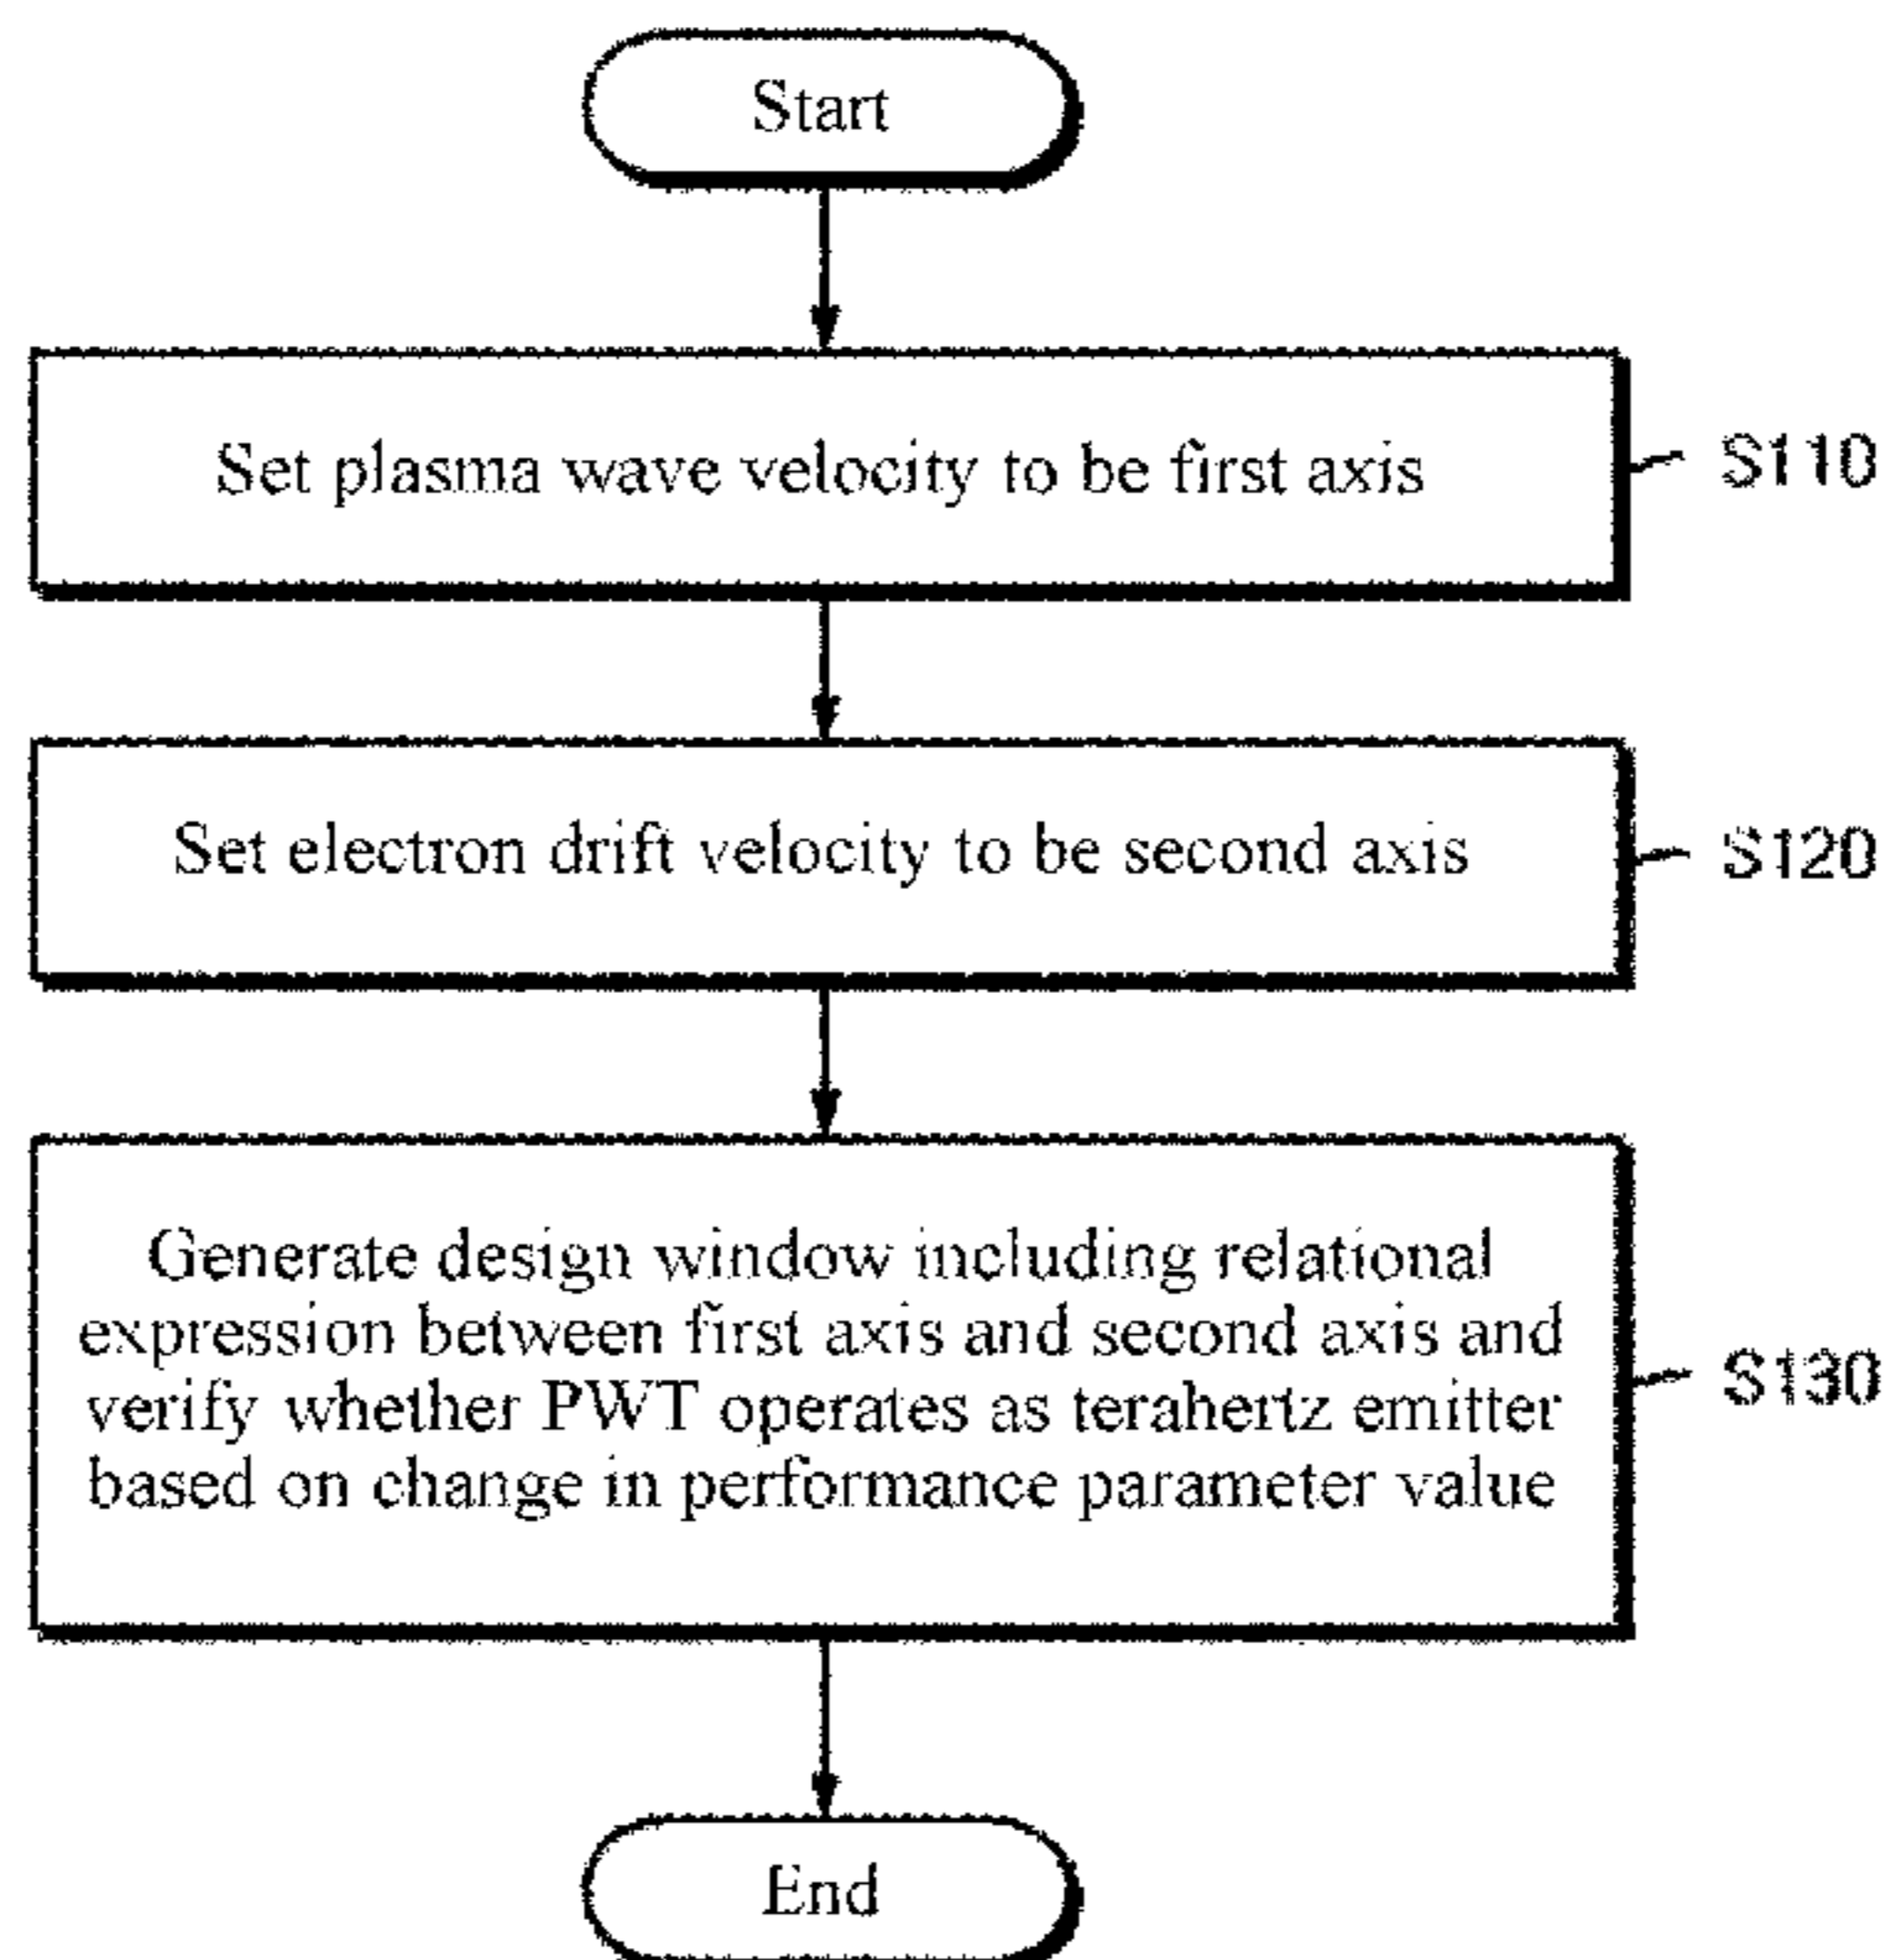 Start
Set plasma wave velocity to be first axis
S110
Set electron drift velocity to be second axis
S120
Generate design window including relational
expression between first axis and second axis and
verify whether PWT operates as terahertz emitter
based on change in performance parameter value
S130
End